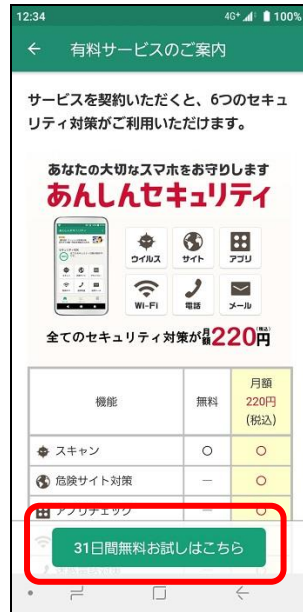 12:34 4G+ 100%
← 有料サービスのご案内
サービスを契約いただくと、6つのセキュ
リティ対策がご利用いただけます。
あなたの大切なスマホをお守りします
あんしんセキュリティ
ウイルス サイト アプリ
Wi-Fi 電話 メール
全てのセキュリティ対策が月額220円(税込)
機能 無料 月額
220円
(税込)
スキャン ○ ○
危険サイト対策 − ○
アプリチェック − ○
31日間無料お試しはこちら